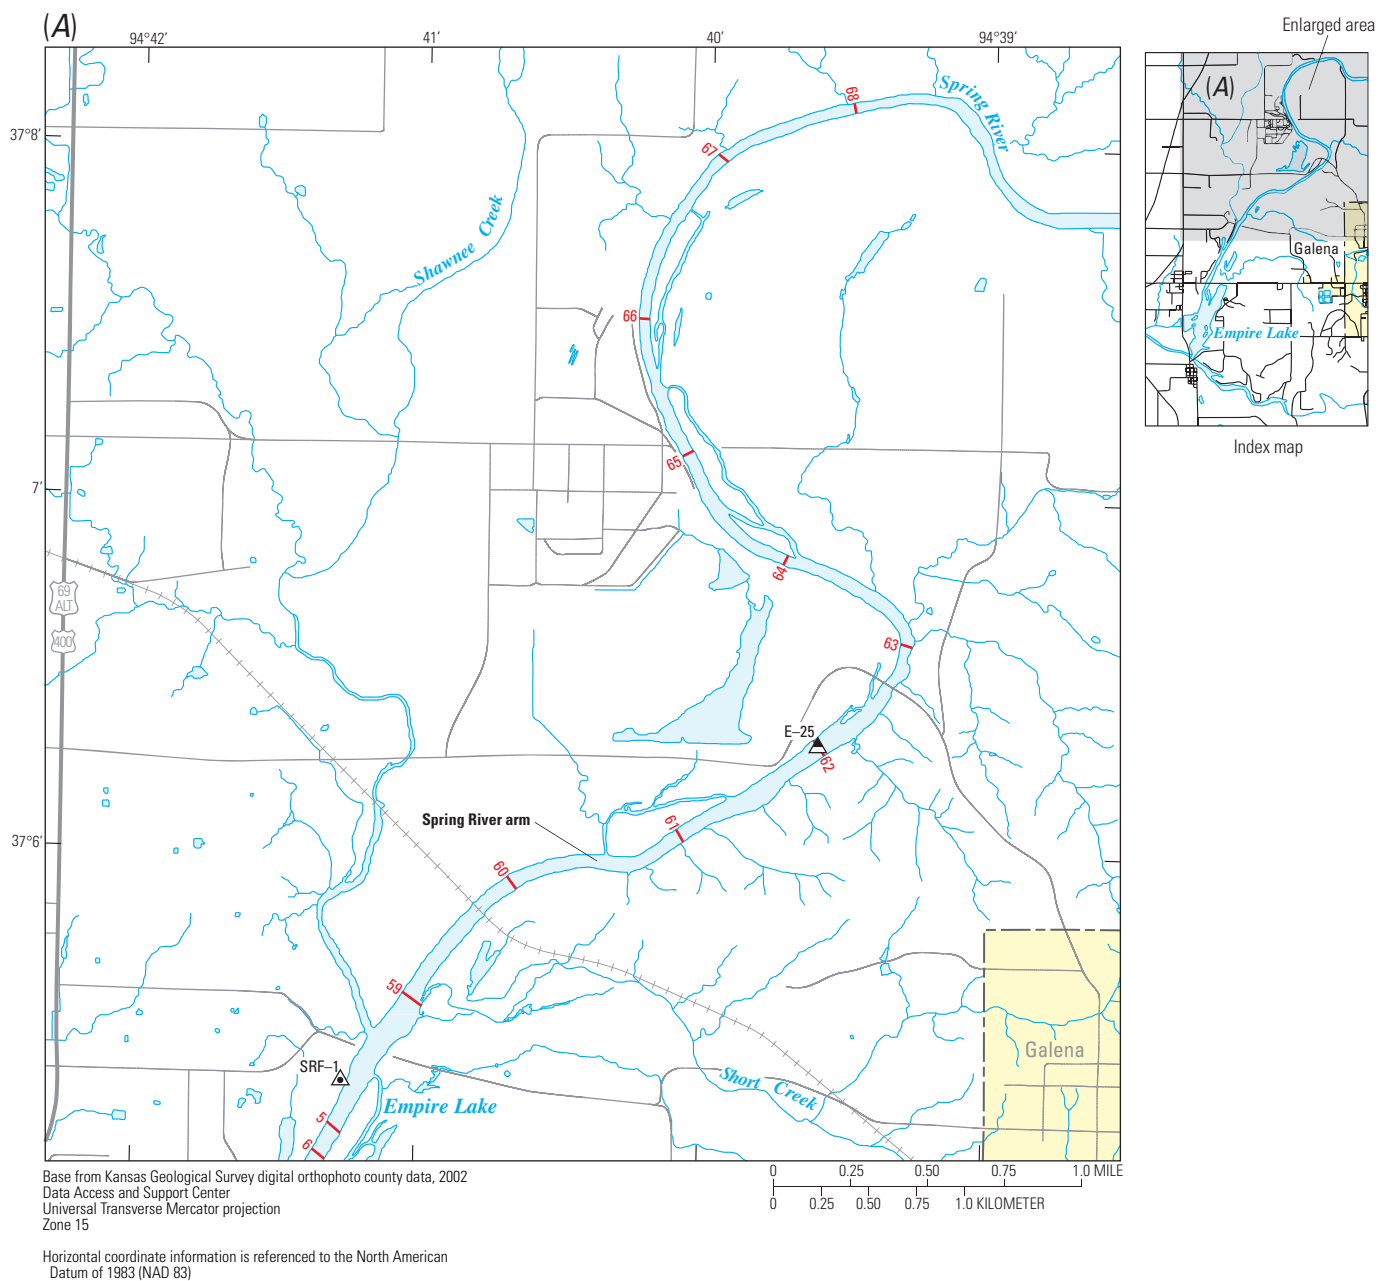 (A)
94°42′
41′
40′
94°39′
Enlarged area
(A)
37°8′
68
Spring River
67
Shawnee Creek
Galena
66
Empire Lake
Index map
65
7′
64
69
ALT
400
63
E–25
62
Spring River arm
61
37°6′
60
59
Galena
SRF–1
Short Creek
Empire Lake
5
6
Base from Kansas Geological Survey digital orthophoto county data, 2002
Data Access and Support Center
Universal Transverse Mercator projection
Zone 15
0 0.25 0.50 0.75 1.0 MILE
0 0.25 0.50 0.75 1.0 KILOMETER
Horizontal coordinate information is referenced to the North American
Datum of 1983 (NAD 83)